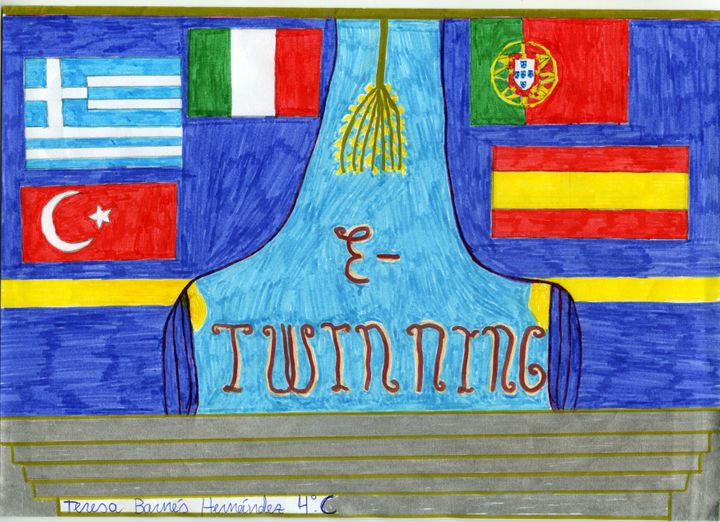 E-
TWINNING
Teresa Barnés Hernández 4º C